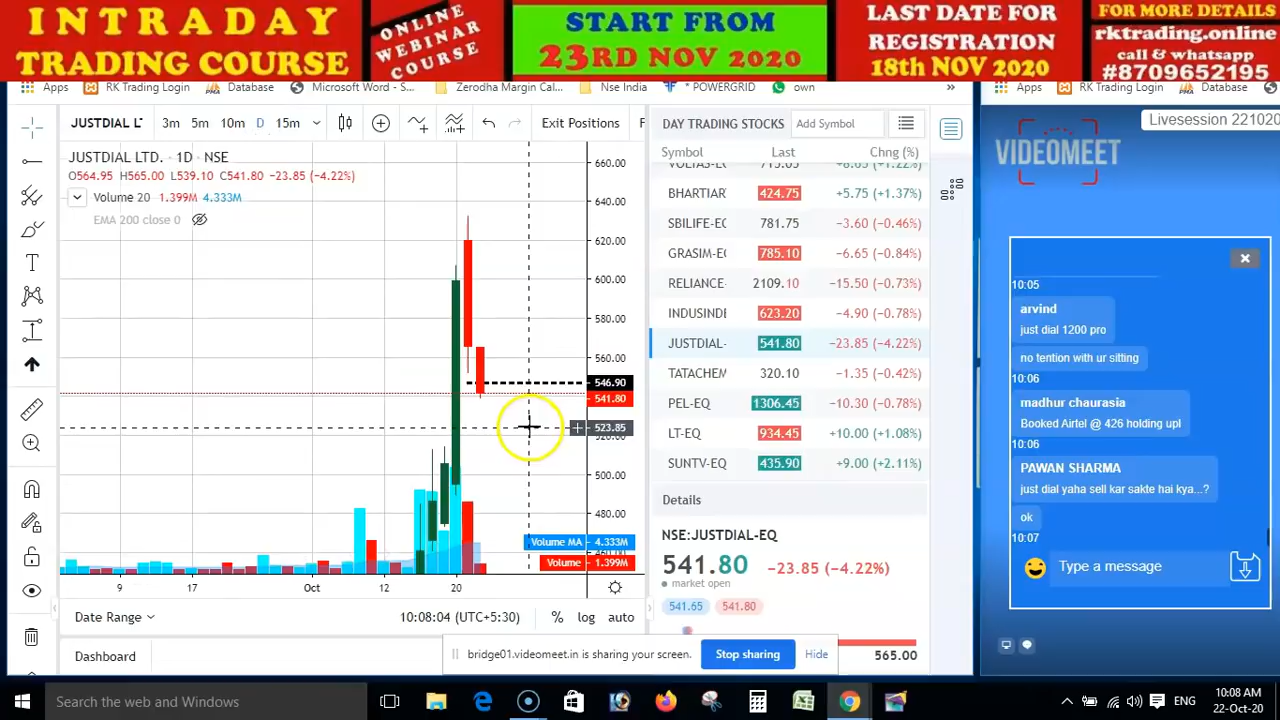 INTRADAY
TRADING COURSE
ONLINE
WEBINAR
COURSE
START FROM
23RD NOV 2020
LAST DATE FOR
REGISTRATION
18th NOV 2020
FOR MORE DETAILS
rktrading.online
call & whatsapp
#8709652195
Apps RK Trading Login Database Microsoft Word - S... Zerodha Margin Cal... Nse India * POWERGRID own »
Apps RK Trading Login Database
JUSTDIAL L 3m 5m 10m D 15m Exit Positions F
DAY TRADING STOCKS Add Symbol
Symbol Last Chng (%)
JUSTDIAL LTD. · 1D · NSE
O564.95 H565.00 L539.10 C541.80 −23.85 (−4.22%)
Volume 20 1.399M 4.333M
EMA 200 close 0
660.00
640.00
620.00
600.00
580.00
560.00
546.90
541.80
523.85
500.00
480.00
Volume MA 4.333M
Volume 1.399M
9 17 Oct 12 20
Date Range 10:08:04 (UTC+5:30) % log auto
Dashboard
BHARTIAR 424.75 +5.75 (+1.37%)
SBILIFE-EC 781.75 −3.60 (−0.46%)
GRASIM-E 785.10 −6.65 (−0.84%)
RELIANCE- 2109.10 −15.50 (−0.73%)
INDUSINDE 623.20 −4.90 (−0.78%)
JUSTDIAL- 541.80 −23.85 (−4.22%)
TATACHEM 320.10 −1.35 (−0.42%)
PEL-EQ 1306.45 −10.30 (−0.78%)
LT-EQ 934.45 +10.00 (+1.08%)
SUNTV-EQ 435.90 +9.00 (+2.11%)
Details
NSE:JUSTDIAL-EQ
541.80 −23.85 (−4.22%)
market open
541.65 541.80
565.00
bridge01.videomeet.in is sharing your screen. Stop sharing Hide
Livesession 221020
VIDEOMEET
10:05
arvind
just dial 1200 pro
no tention with ur sitting
10:06
madhur chaurasia
Booked Airtel @ 426 holding upl
10:06
PAWAN SHARMA
just dial yaha sell kar sakte hai kya...?
ok
10:07
Type a message
Search the web and Windows
ENG
10:08 AM
22-Oct-20